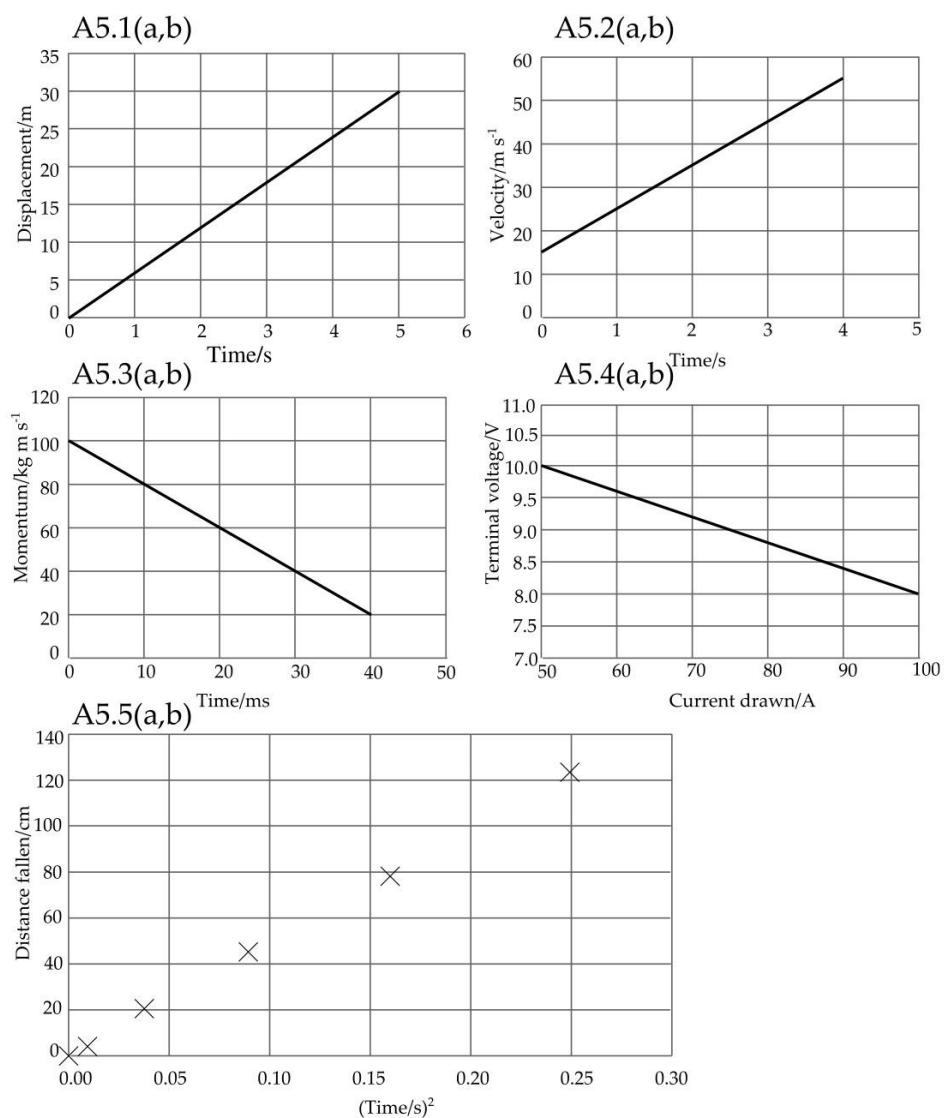 A5.1(a,b)
35
30
25
20
15
10
5
0
Displacement/m
0 1 2 3 4 5 6
Time/s
A5.2(a,b)
60
50
40
30
20
10
0
Velocity/m s⁻¹
0 1 2 3 4 5
Time/s
A5.3(a,b)
120
100
80
60
40
20
0
Momentum/kg m s⁻¹
0 10 20 30 40 50
Time/ms
A5.4(a,b)
11.0
10.5
10.0
9.5
9.0
8.5
8.0
7.5
7.0
Terminal voltage/V
50 60 70 80 90 100
Current drawn/A
A5.5(a,b)
140
120
100
80
60
40
20
0
Distance fallen/cm
0.00 0.05 0.10 0.15 0.20 0.25 0.30
(Time/s)²